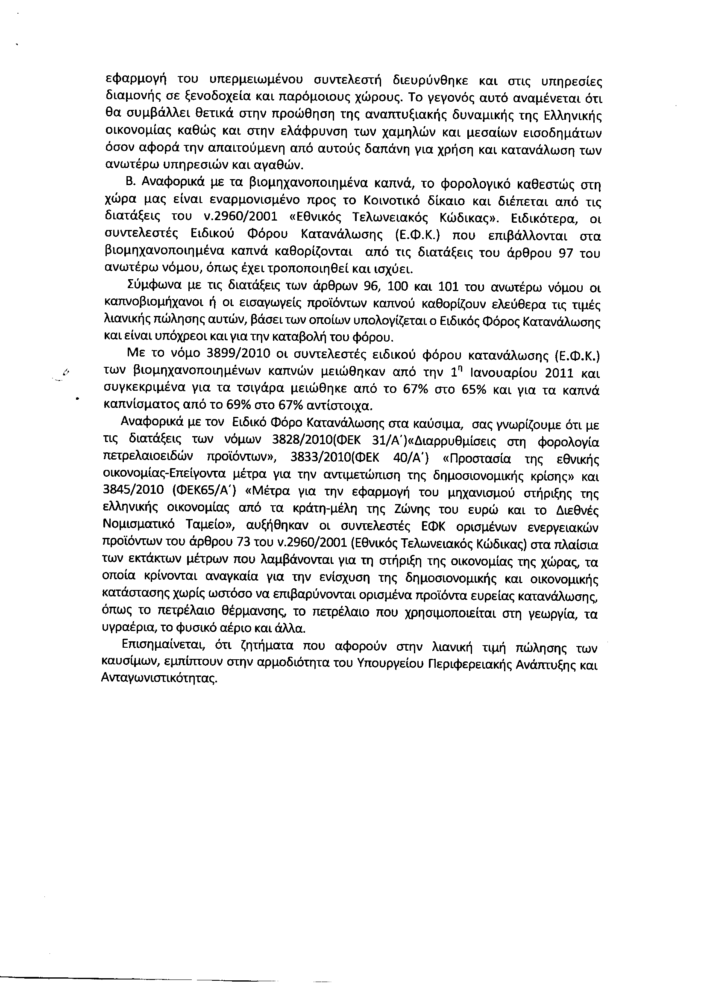 εφαρμογή του υπερμειωμένου συντελεστή διευρύνθηκε και στις υπηρεσίες
διαμονής σε ξενοδοχεία και παρόμοιους χώρους. Το γεγονός αυτό αναμένεται ότι
θα συμβάλλει θετικά στην προώθηση της αναπτυξιακής δυναμικής της Ελληνικής
οικονομίας καθώς και στην ελάφρυνση των χαμηλών και μεσαίων εισοδημάτων
όσον αφορά την απαιτούμενη από αυτούς δαπάνη για χρήση και κατανάλωση των
ανωτέρω υπηρεσιών και αγαθών.
Β. Αναφορικά με τα βιομηχανοποιημένα καπνά, το φορολογικό καθεστώς στη
χώρα μας είναι εναρμονισμένο προς το Κοινοτικό δίκαιο και διέπεται από τις
διατάξεις του ν.2960/2001 «Εθνικός Τελωνειακός Κώδικας». Ειδικότερα, οι
συντελεστές Ειδικού Φόρου Κατανάλωσης (Ε.Φ.Κ.) που επιβάλλονται στα
βιομηχανοποιημένα καπνά καθορίζονται από τις διατάξεις του άρθρου 97 του
ανωτέρω νόμου, όπως έχει τροποποιηθεί και ισχύει.
Σύμφωνα με τις διατάξεις των άρθρων 96, 100 και 101 του ανωτέρω νόμου οι
καπνοβιομήχανοι ή οι εισαγωγείς προϊόντων καπνού καθορίζουν ελεύθερα τις τιμές
λιανικής πώλησης αυτών, βάσει των οποίων υπολογίζεται ο Ειδικός Φόρος Κατανάλωσης
και είναι υπόχρεοι και για την καταβολή του φόρου.
Με το νόμο 3899/2010 οι συντελεστές ειδικού φόρου κατανάλωσης (Ε.Φ.Κ.)
των βιομηχανοποιημένων καπνών μειώθηκαν από την 1η Ιανουαρίου 2011 και
συγκεκριμένα για τα τσιγάρα μειώθηκε από το 67% στο 65% και για τα καπνά
καπνίσματος από το 69% στο 67% αντίστοιχα.
Αναφορικά με τον Ειδικό Φόρο Κατανάλωσης στα καύσιμα, σας γνωρίζουμε ότι με
τις διατάξεις των νόμων 3828/2010(ΦΕΚ 31/Α΄)«Διαρρυθμίσεις στη φορολογία
πετρελαιοειδών προϊόντων», 3833/2010(ΦΕΚ 40/Α΄) «Προστασία της εθνικής
οικονομίας-Επείγοντα μέτρα για την αντιμετώπιση της δημοσιονομικής κρίσης» και
3845/2010 (ΦΕΚ65/Α΄) «Μέτρα για την εφαρμογή του μηχανισμού στήριξης της
ελληνικής οικονομίας από τα κράτη-μέλη της Ζώνης του ευρώ και το Διεθνές
Νομισματικό Ταμείο», αυξήθηκαν οι συντελεστές ΕΦΚ ορισμένων ενεργειακών
προϊόντων του άρθρου 73 του ν.2960/2001 (Εθνικός Τελωνειακός Κώδικας) στα πλαίσια
των εκτάκτων μέτρων που λαμβάνονται για τη στήριξη της οικονομίας της χώρας, τα
οποία κρίνονται αναγκαία για την ενίσχυση της δημοσιονομικής και οικονομικής
κατάστασης χωρίς ωστόσο να επιβαρύνονται ορισμένα προϊόντα ευρείας κατανάλωσης,
όπως το πετρέλαιο θέρμανσης, το πετρέλαιο που χρησιμοποιείται στη γεωργία, τα
υγραέρια, το φυσικό αέριο και άλλα.
Επισημαίνεται, ότι ζητήματα που αφορούν στην λιανική τιμή πώλησης των
καυσίμων, εμπίπτουν στην αρμοδιότητα του Υπουργείου Περιφερειακής Ανάπτυξης και
Ανταγωνιστικότητας.